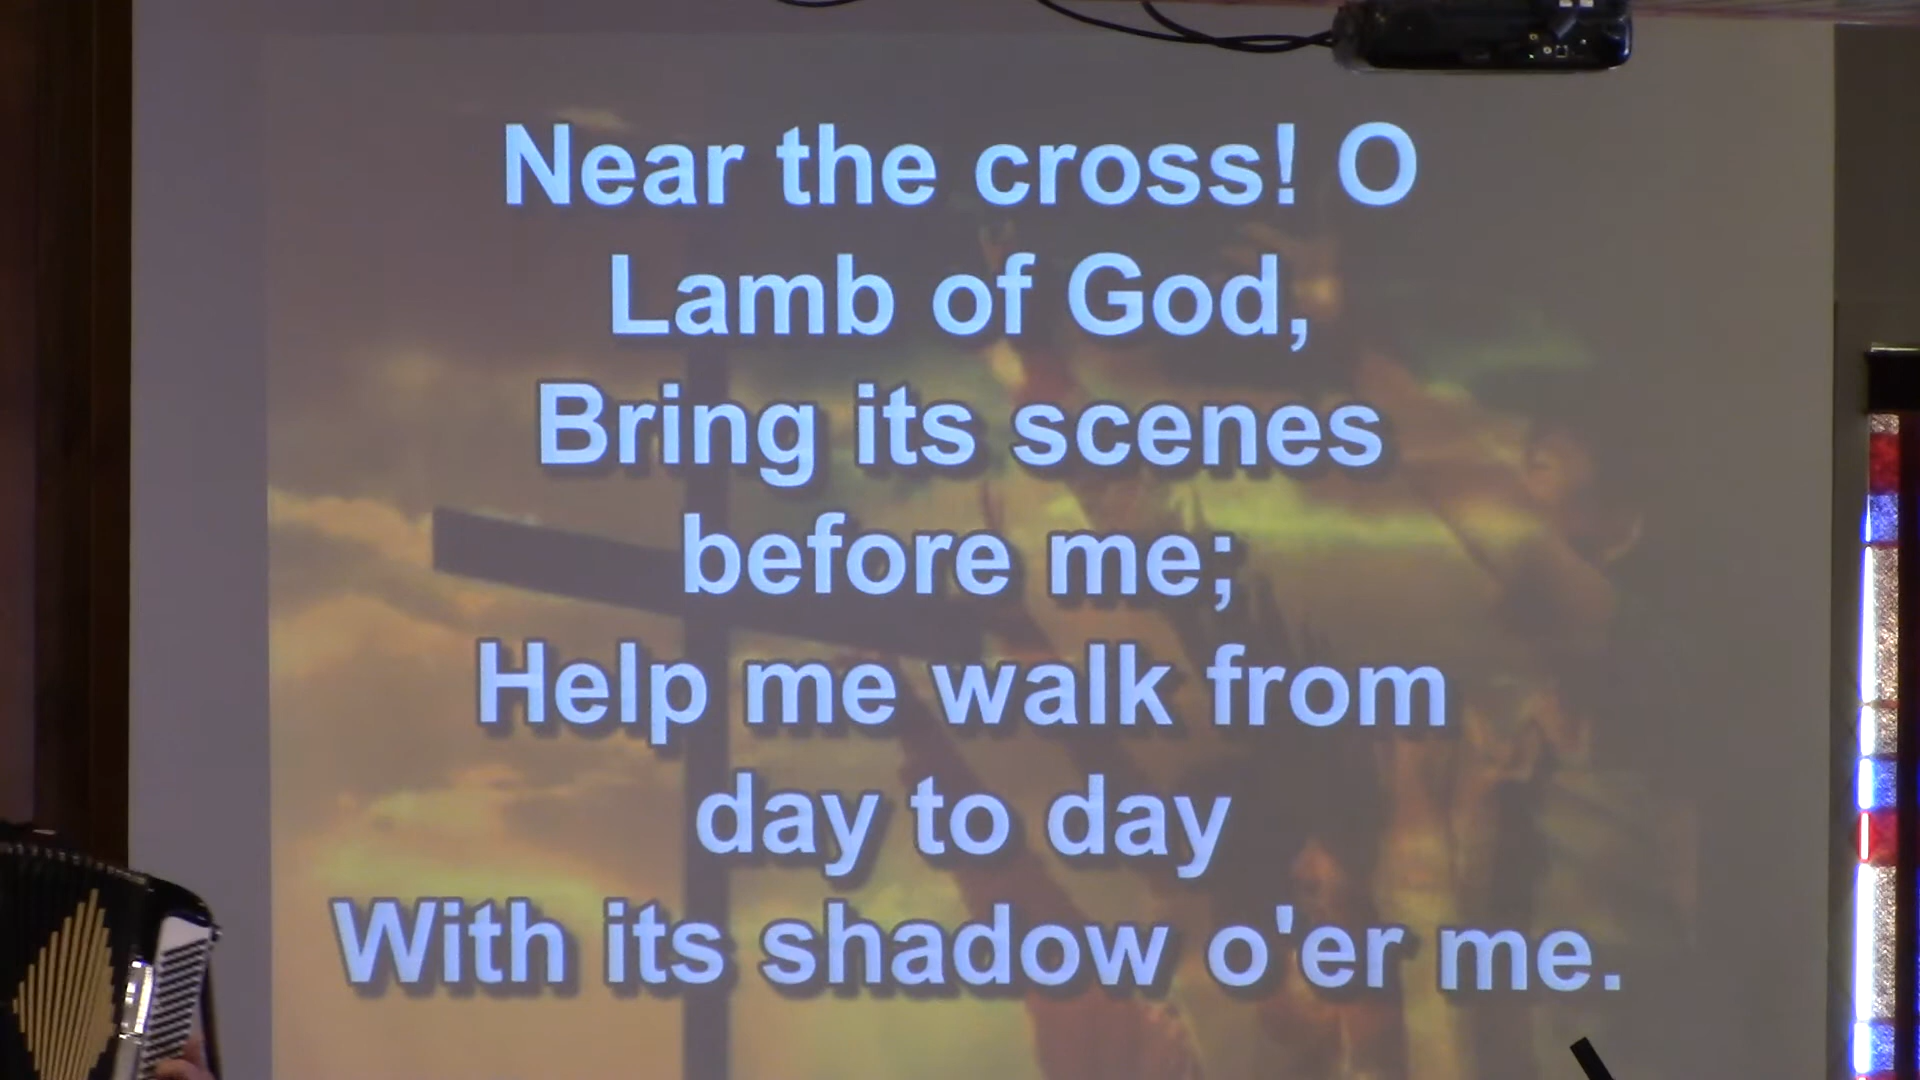 Near the cross! O
Lamb of God,
Bring its scenes
before me;
Help me walk from
day to day
With its shadow o'er me.